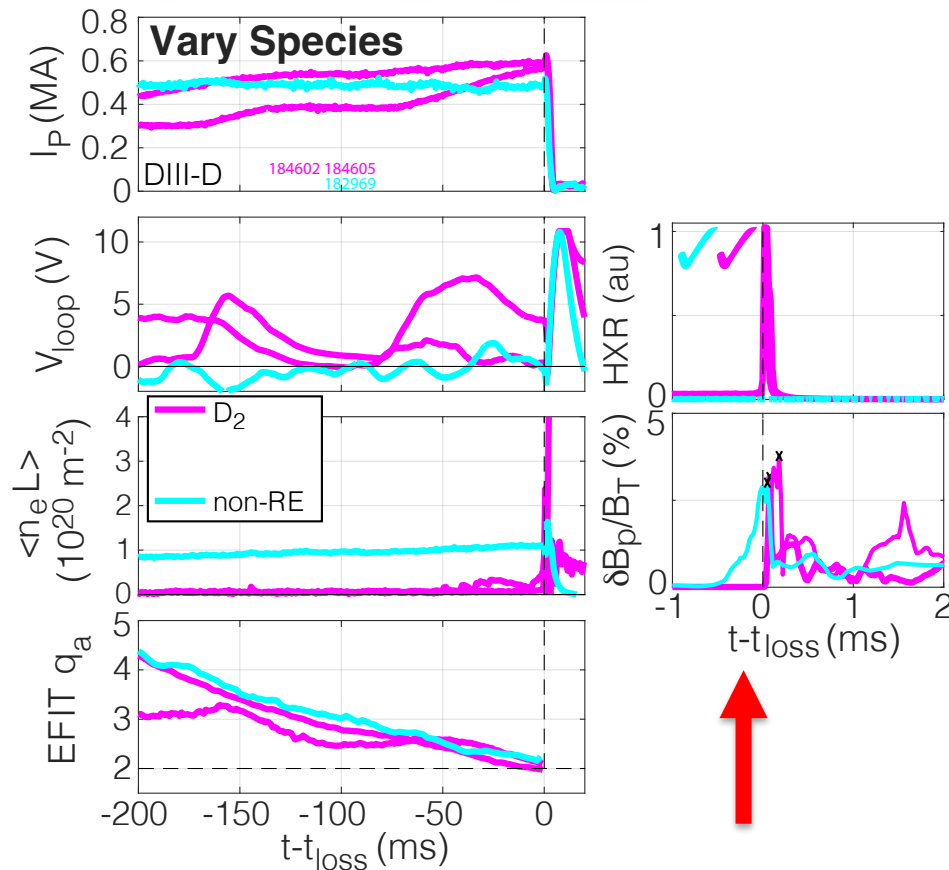 Vary Species
I_P (MA)
0.8
0.6
0.4
0.2
0
DIII-D
184602 184605
182969
V_loop (V)
10
5
0
<n_e L>
(10^20 m^-2)
4
3
2
1
0
D_2
non-RE
EFIT q_a
5
4
3
2
-200 -150 -100 -50 0
t-t_loss (ms)
HXR (au)
1
0
δB_p/B_T (%)
5
0
-1 0 1 2
t-t_loss (ms)